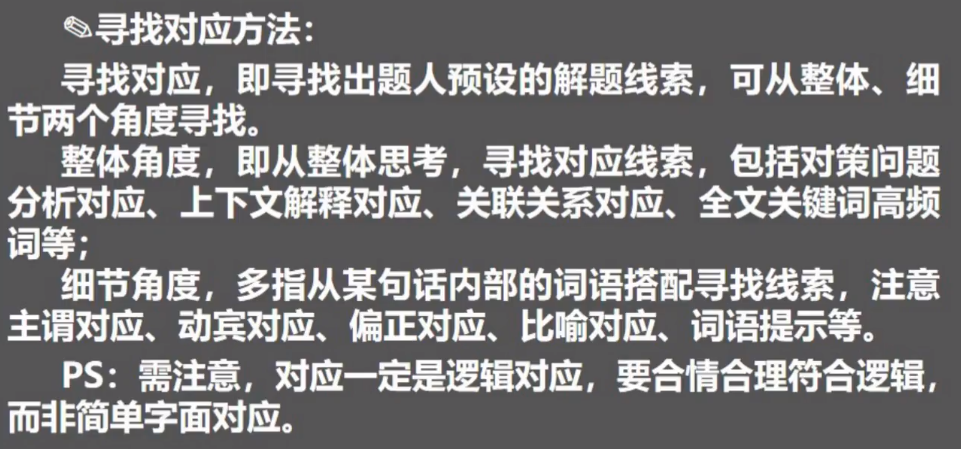 ✎寻找对应方法：
寻找对应，即寻找出题人预设的解题线索，可从整体、细
节两个角度寻找。
整体角度，即从整体思考，寻找对应线索，包括对策问题
分析对应、上下文解释对应、关联关系对应、全文关键词高频
词等；
细节角度，多指从某句话内部的词语搭配寻找线索，注意
主谓对应、动宾对应、偏正对应、比喻对应、词语提示等。
PS：需注意，对应一定是逻辑对应，要合情合理符合逻辑，
而非简单字面对应。